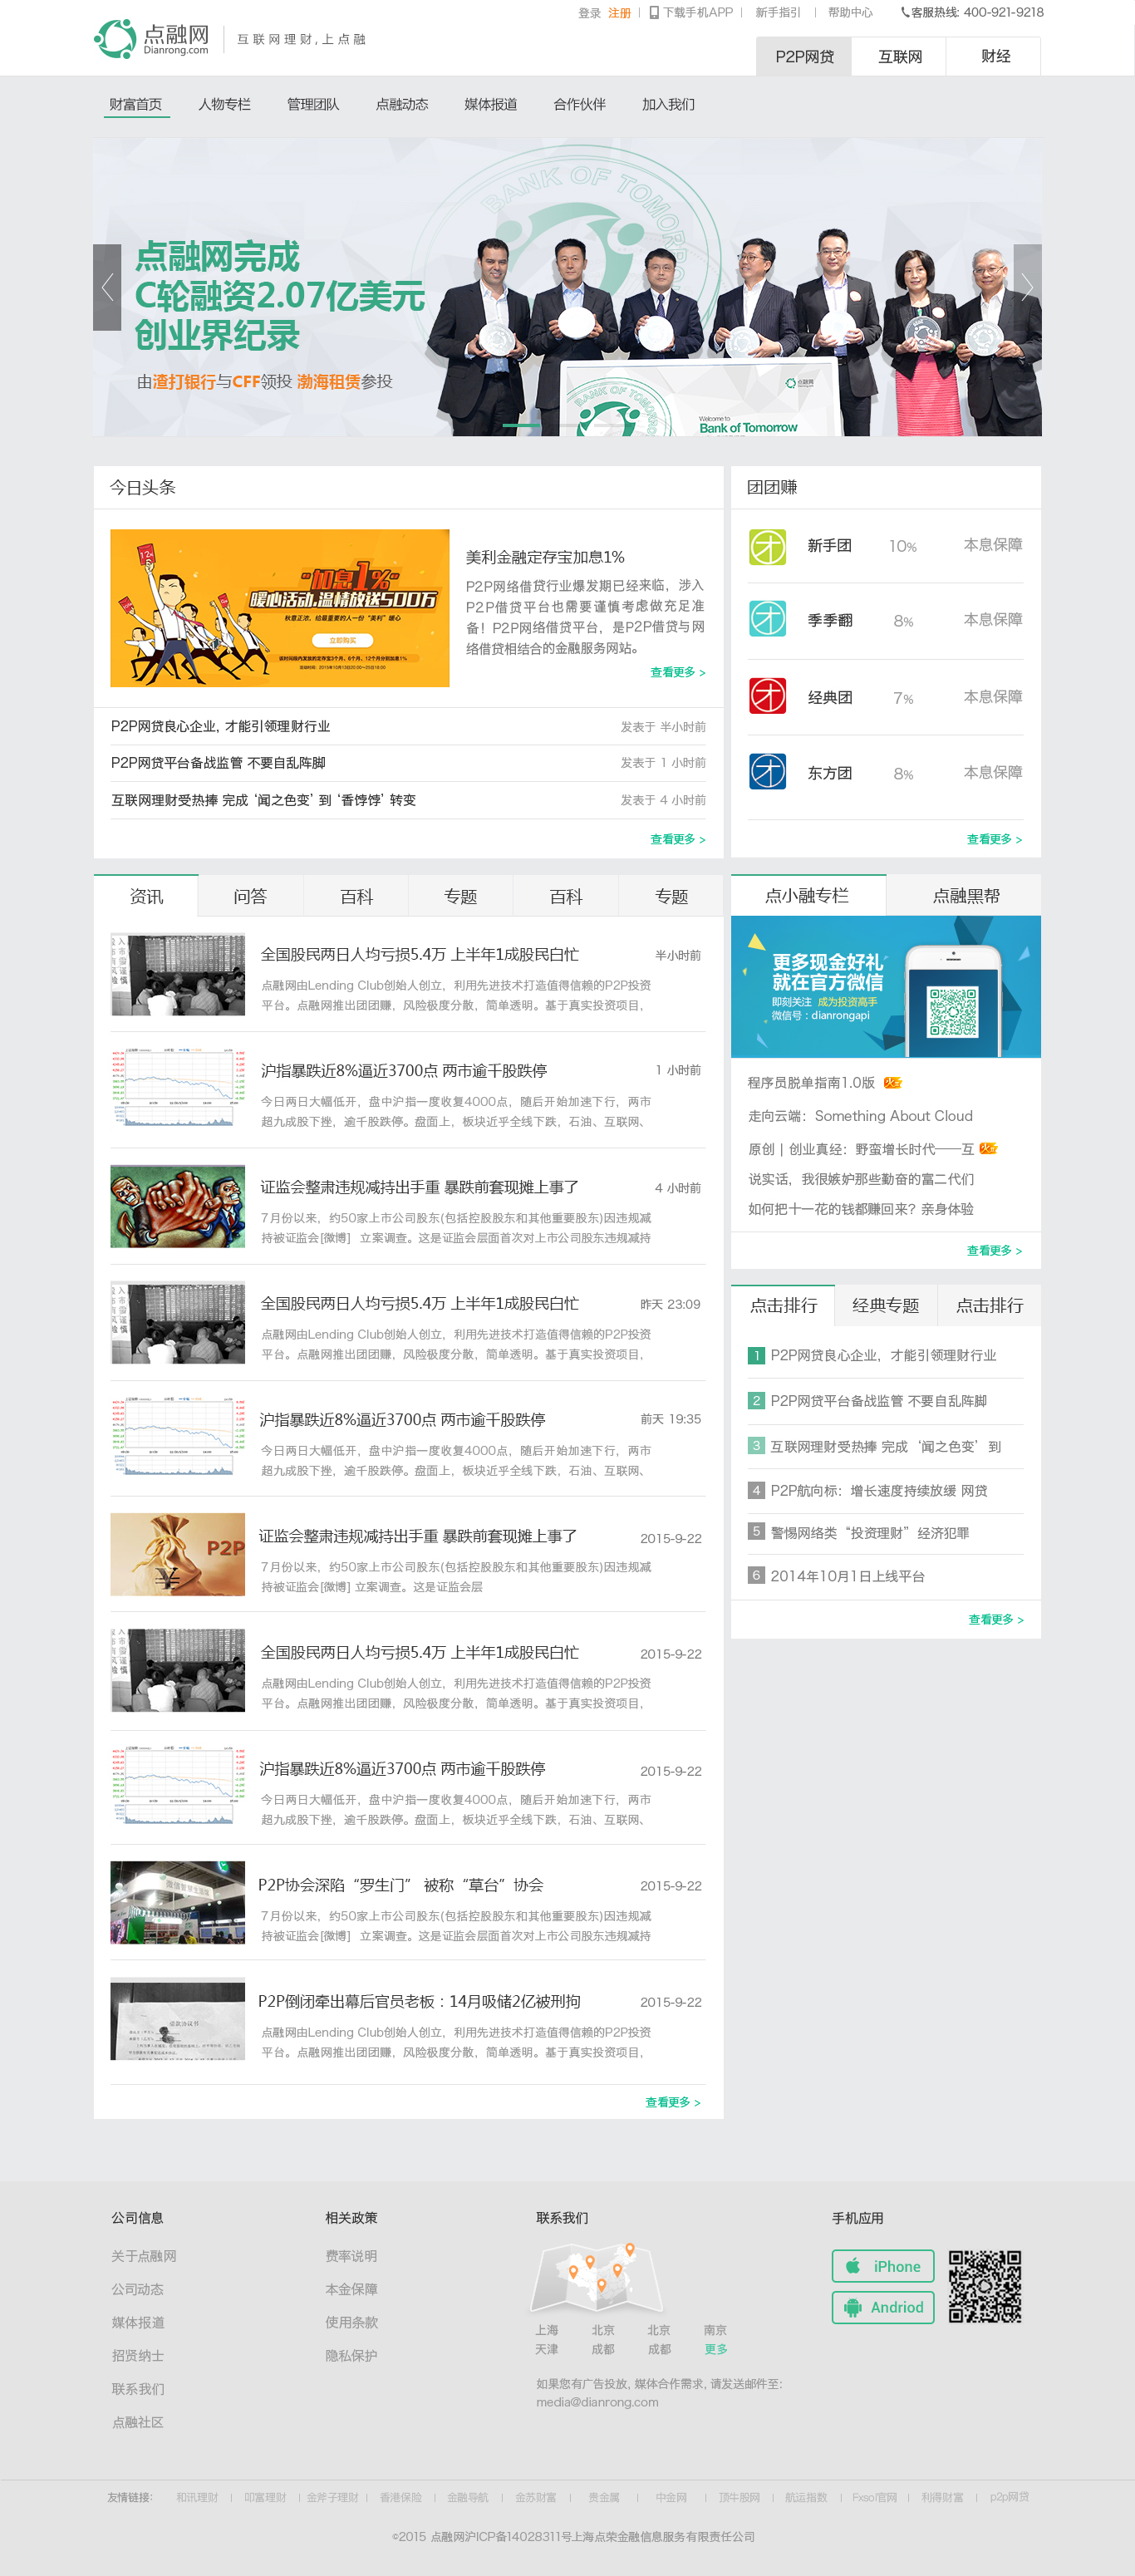 登录 注册 | 下载手机APP | 新手指引 | 帮助中心 客服热线: 400-921-9218
点融网
Dianrong.com
互联网理财,上点融
P2P网贷 互联网 财经
财富首页 人物专栏 管理团队 点融动态 媒体报道 合作伙伴 加入我们
BANK OF TOMORROW
点融网完成
C轮融资2.07亿美元
创业界纪录
由渣打银行与CFF领投 渤海租赁参投
点融网
BANK OF TOMORROW
Welcome to
Bank of Tomorrow
今日头条
“加息1%”
暖心活动.温情放送500万
秋意正浓，给最重要的人一份“美利”暖心
立即购买
美利金融定存宝加息1%
P2P网络借贷行业爆发期已经来临，涉入
P2P借贷平台也需要谨慎考虑做充足准
备！P2P网络借贷平台，是P2P借贷与网
络借贷相结合的金融服务网站。
查看更多 >
P2P网贷良心企业, 才能引领理财行业 发表于 半小时前
P2P网贷平台备战监管 不要自乱阵脚 发表于 1 小时前
互联网理财受热捧 完成 ‘闻之色变’ 到 ‘香饽饽’ 转变 发表于 4 小时前
查看更多 >
团团赚
团 新手团 10% 本息保障
团 季季翻 8% 本息保障
团 经典团 7% 本息保障
团 东方团 8% 本息保障
查看更多 >
资讯 问答 百科 专题 百科 专题
全国股民两日人均亏损5.4万 上半年1成股民白忙 半小时前
点融网由Lending Club创始人创立，利用先进技术打造值得信赖的P2P投资
平台。点融网推出团团赚，风险极度分散，简单透明。基于真实投资项目，
沪指暴跌近8%逼近3700点 两市逾千股跌停 1 小时前
今日两日大幅低开，盘中沪指一度收复4000点，随后开始加速下行，两市
超九成股下挫，逾千股跌停。盘面上，板块近乎全线下跌，石油、互联网、
证监会整肃违规减持出手重 暴跌前套现摊上事了 4 小时前
7月份以来，约50家上市公司股东(包括控股股东和其他重要股东)因违规减
持被证监会[微博] 立案调查。这是证监会层面首次对上市公司股东违规减持
全国股民两日人均亏损5.4万 上半年1成股民白忙 昨天 23:09
点融网由Lending Club创始人创立，利用先进技术打造值得信赖的P2P投资
平台。点融网推出团团赚，风险极度分散，简单透明。基于真实投资项目，
沪指暴跌近8%逼近3700点 两市逾千股跌停 前天 19:35
今日两日大幅低开，盘中沪指一度收复4000点，随后开始加速下行，两市
超九成股下挫，逾千股跌停。盘面上，板块近乎全线下跌，石油、互联网、
P2P
证监会整肃违规减持出手重 暴跌前套现摊上事了 2015-9-22
7月份以来，约50家上市公司股东(包括控股股东和其他重要股东)因违规减
持被证监会[微博] 立案调查。这是证监会层
全国股民两日人均亏损5.4万 上半年1成股民白忙 2015-9-22
点融网由Lending Club创始人创立，利用先进技术打造值得信赖的P2P投资
平台。点融网推出团团赚，风险极度分散，简单透明。基于真实投资项目，
沪指暴跌近8%逼近3700点 两市逾千股跌停 2015-9-22
今日两日大幅低开，盘中沪指一度收复4000点，随后开始加速下行，两市
超九成股下挫，逾千股跌停。盘面上，板块近乎全线下跌，石油、互联网、
P2P协会深陷“罗生门” 被称“草台”协会 2015-9-22
7月份以来，约50家上市公司股东(包括控股股东和其他重要股东)因违规减
持被证监会[微博] 立案调查。这是证监会层面首次对上市公司股东违规减持
P2P倒闭牵出幕后官员老板：14月吸储2亿被刑拘 2015-9-22
点融网由Lending Club创始人创立，利用先进技术打造值得信赖的P2P投资
平台。点融网推出团团赚，风险极度分散，简单透明。基于真实投资项目，
查看更多 >
点小融专栏 点融黑帮
更多现金好礼
就在官方微信
即刻关注 成为投资高手
微信号：dianrongapi
程序员脱单指南1.0版 火
走向云端：Something About Cloud
原创 | 创业真经：野蛮增长时代——互 火
说实话，我很嫉妒那些勤奋的富二代们
如何把十一花的钱都赚回来？亲身体验
查看更多 >
点击排行 经典专题 点击排行
1 P2P网贷良心企业，才能引领理财行业
2 P2P网贷平台备战监管 不要自乱阵脚
3 互联网理财受热捧 完成‘闻之色变’到
4 P2P航向标：增长速度持续放缓 网贷
5 警惕网络类“投资理财”经济犯罪
6 2014年10月1日上线平台
查看更多 >
公司信息
关于点融网
公司动态
媒体报道
招贤纳士
联系我们
点融社区
相关政策
费率说明
本金保障
使用条款
隐私保护
联系我们
上海 北京 北京 南京
天津 成都 成都 更多
如果您有广告投放, 媒体合作需求, 请发送邮件至:
media@dianrong.com
手机应用
iPhone
Andriod
友情链接: 和讯理财 | 叩富理财 | 金斧子理财 | 香港保险 | 金融导航 | 金苏财富 | 贵金属 | 中金网 | 顶牛股网 | 航运指数 | Fxsol官网 | 利得财富 | p2p网贷
©2015 点融网沪ICP备14028311号上海点荣金融信息服务有限责任公司